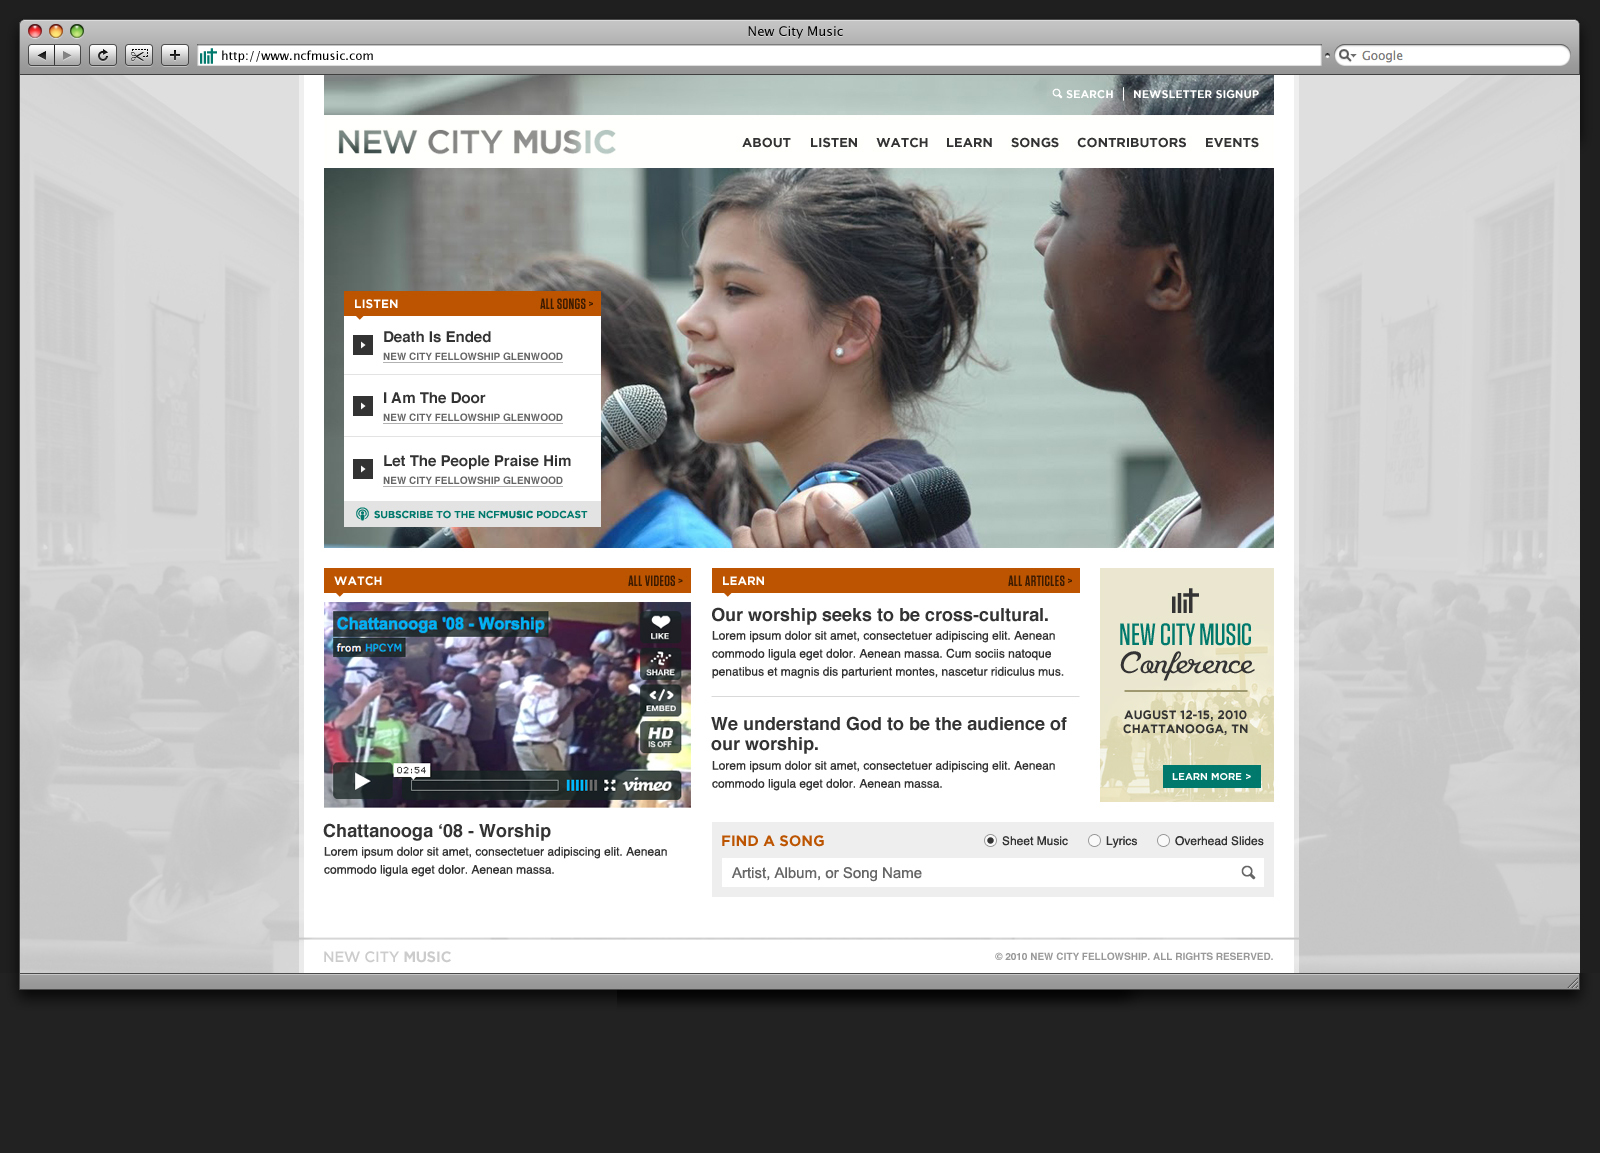 New City Music
http://www.ncfmusic.com
Google
SEARCH | NEWSLETTER SIGNUP
NEW CITY MUSIC
ABOUT LISTEN WATCH LEARN SONGS CONTRIBUTORS EVENTS
LISTEN
ALL SONGS >
Death Is Ended
NEW CITY FELLOWSHIP GLENWOOD
I Am The Door
NEW CITY FELLOWSHIP GLENWOOD
Let The People Praise Him
NEW CITY FELLOWSHIP GLENWOOD
SUBSCRIBE TO THE NCFMUSIC PODCAST
WATCH
ALL VIDEOS >
Chattanooga '08 - Worship
from HPCYM
LIKE
SHARE
</>
EMBED
HD
IS OFF
02:54
vimeo
Chattanooga ‘08 - Worship
Lorem ipsum dolor sit amet, consectetuer adipiscing elit. Aenean
commodo ligula eget dolor. Aenean massa.
LEARN
ALL ARTICLES >
Our worship seeks to be cross-cultural.
Lorem ipsum dolor sit amet, consectetuer adipiscing elit. Aenean
commodo ligula eget dolor. Aenean massa. Cum sociis natoque
penatibus et magnis dis parturient montes, nascetur ridiculus mus.
We understand God to be the audience of
our worship.
Lorem ipsum dolor sit amet, consectetuer adipiscing elit. Aenean
commodo ligula eget dolor. Aenean massa.
NEW CITY MUSIC
Conference
AUGUST 12-15, 2010
CHATTANOOGA, TN
LEARN MORE >
FIND A SONG
Sheet Music
Lyrics
Overhead Slides
Artist, Album, or Song Name
NEW CITY MUSIC
© 2010 NEW CITY FELLOWSHIP. ALL RIGHTS RESERVED.